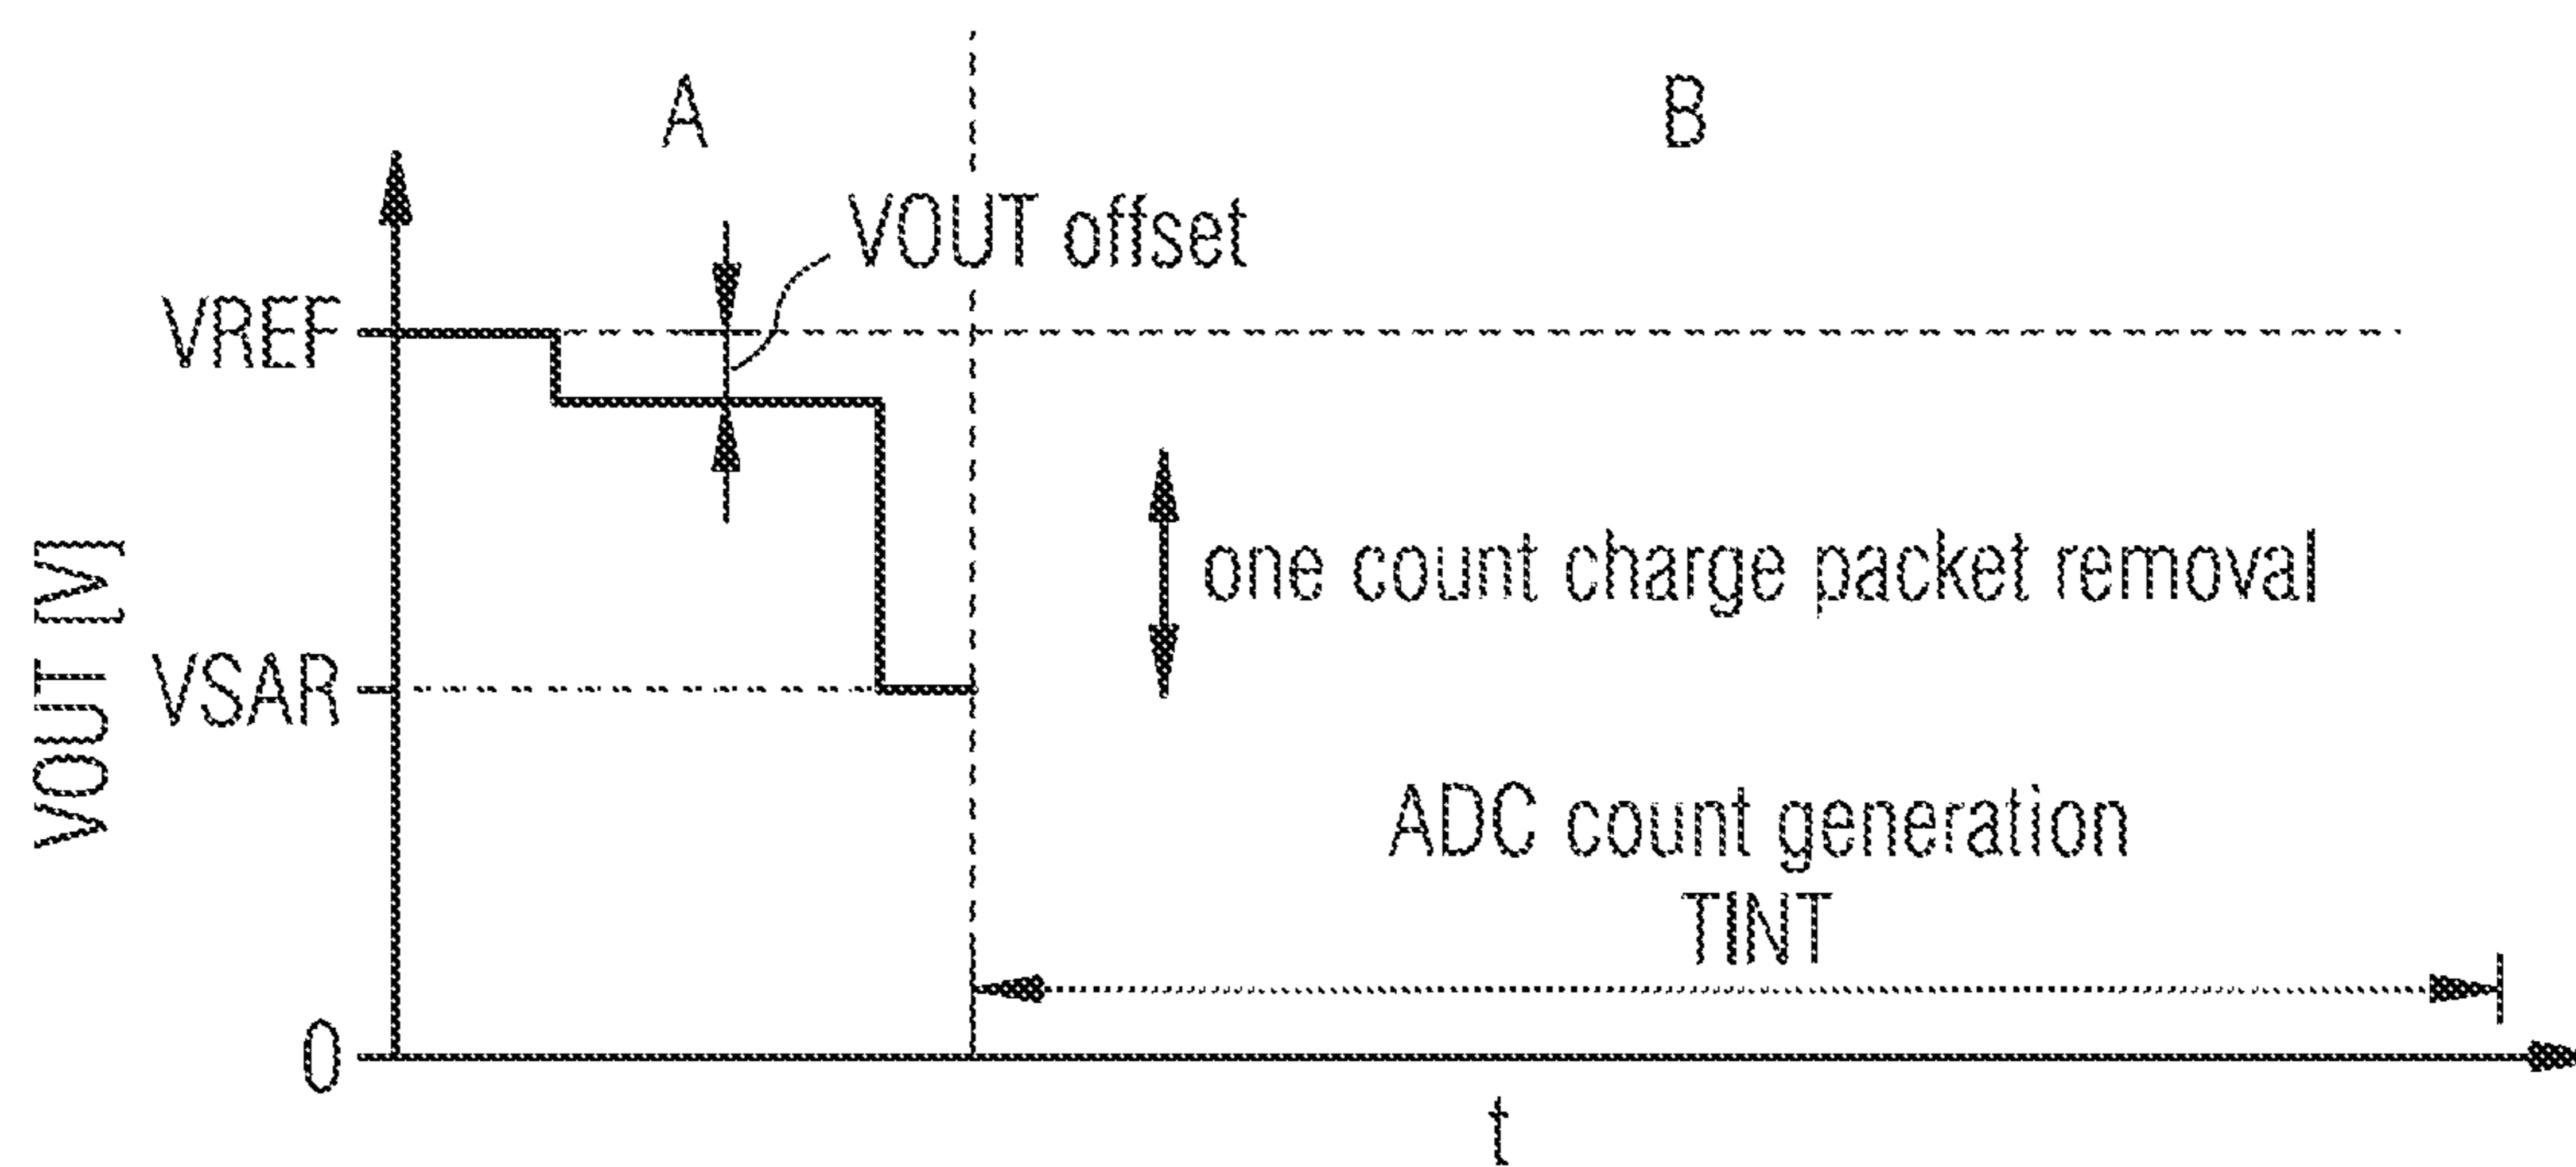 A
B
VOUT offset
VREF
one count charge packet removal
VOUT [V]
VSAR
ADC count generation
TINT
0
t